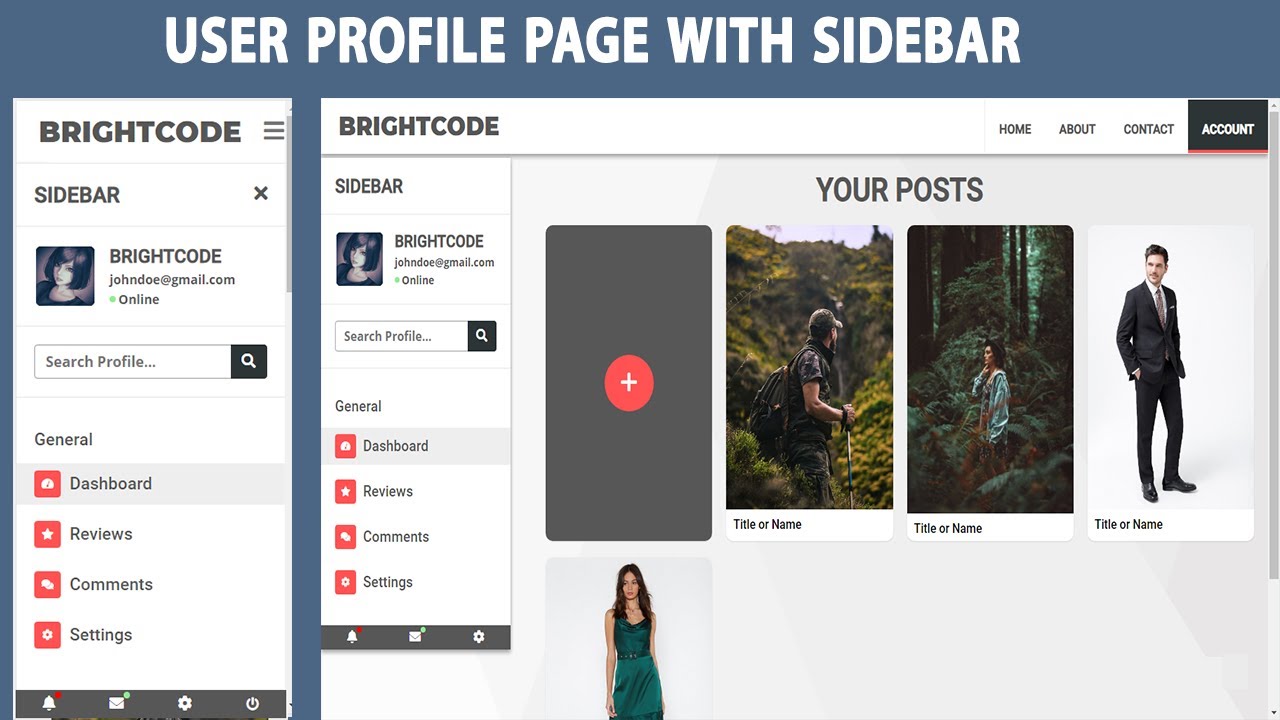 USER PROFILE PAGE WITH SIDEBAR
BRIGHTCODE
SIDEBAR
BRIGHTCODE
johndoe@gmail.com
Online
Search Profile...
General
Dashboard
Reviews
Comments
Settings
BRIGHTCODE
HOME ABOUT CONTACT ACCOUNT
SIDEBAR
BRIGHTCODE
johndoe@gmail.com
Online
Search Profile...
General
Dashboard
Reviews
Comments
Settings
YOUR POSTS
Title or Name
Title or Name
Title or Name